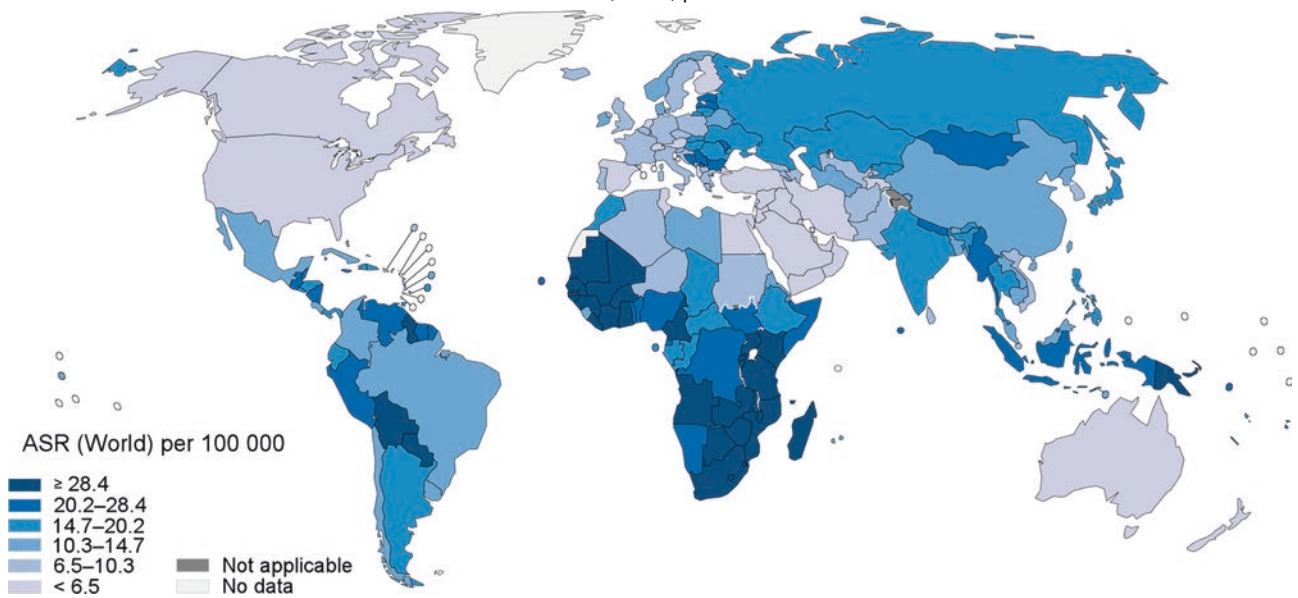 ASR (World) per 100 000
≥ 28.4
20.2–28.4
14.7–20.2
10.3–14.7
6.5–10.3
< 6.5
Not applicable
No data